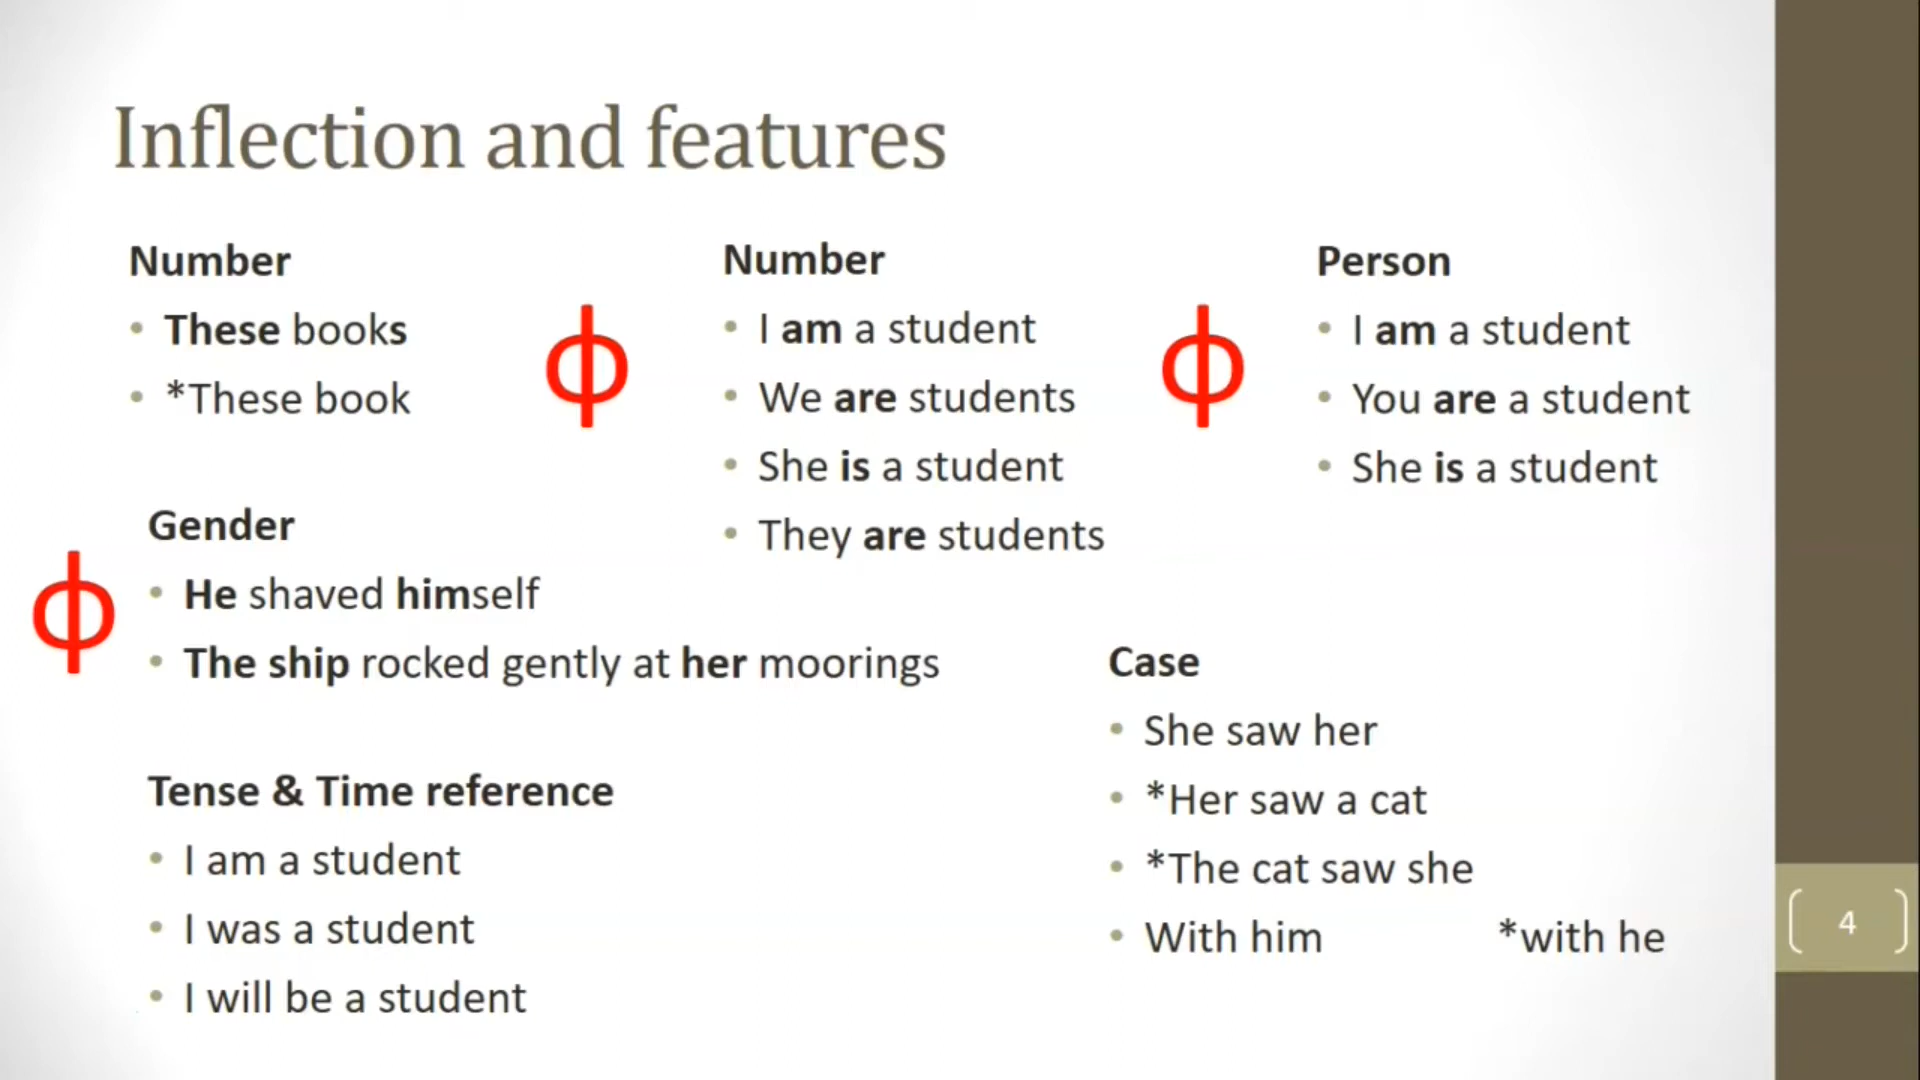 Inflection and features
Number
• These books
• *These book
ϕ
Number
• I am a student
• We are students
• She is a student
• They are students
ϕ
Person
• I am a student
• You are a student
• She is a student
ϕ
Gender
• He shaved himself
• The ship rocked gently at her moorings
Tense & Time reference
• I am a student
• I was a student
• I will be a student
Case
• She saw her
• *Her saw a cat
• *The cat saw she
• With him *with he
4